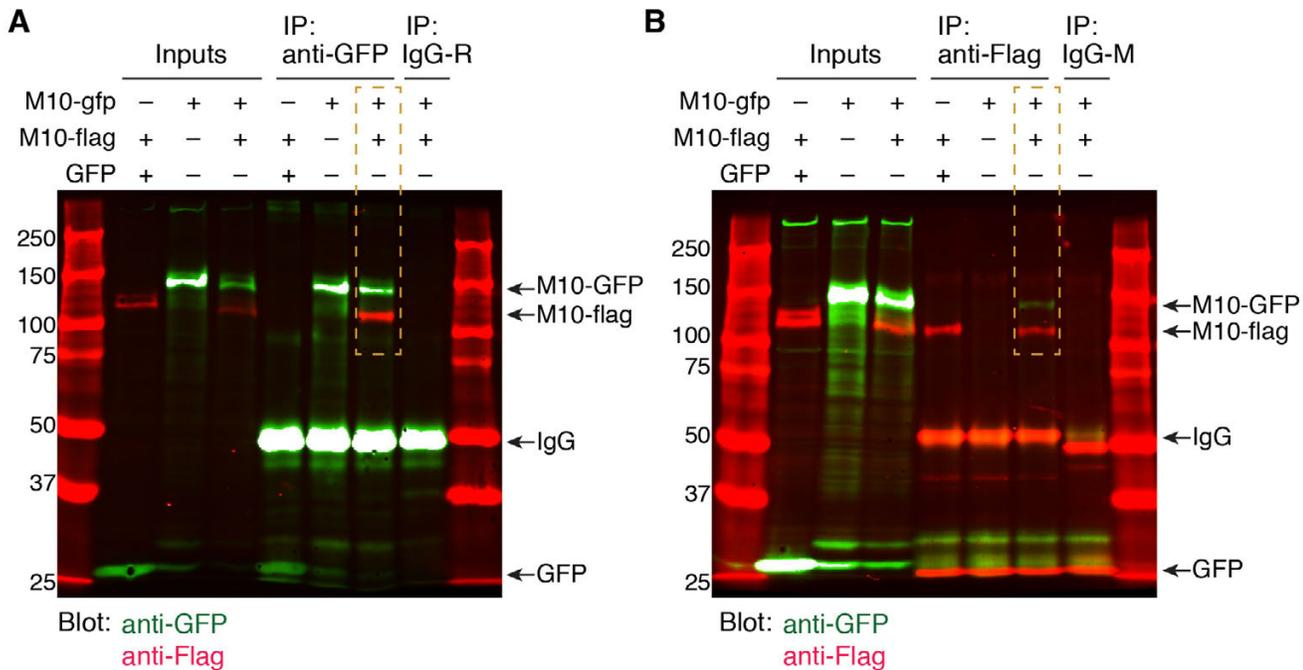 A
IP: IP:
Inputs anti-GFP IgG-R
M10-gfp – + + – + + +
M10-flag + – + + – + +
GFP + – – + – – –
250
150
100
75
50
37
25
M10-GFP
M10-flag
IgG
GFP
Blot: anti-GFP
anti-Flag
B
IP: IP:
Inputs anti-Flag IgG-M
M10-gfp – + + – + + +
M10-flag + – + + – + +
GFP + – – + – – –
250
150
100
75
50
37
25
M10-GFP
M10-flag
IgG
GFP
Blot: anti-GFP
anti-Flag